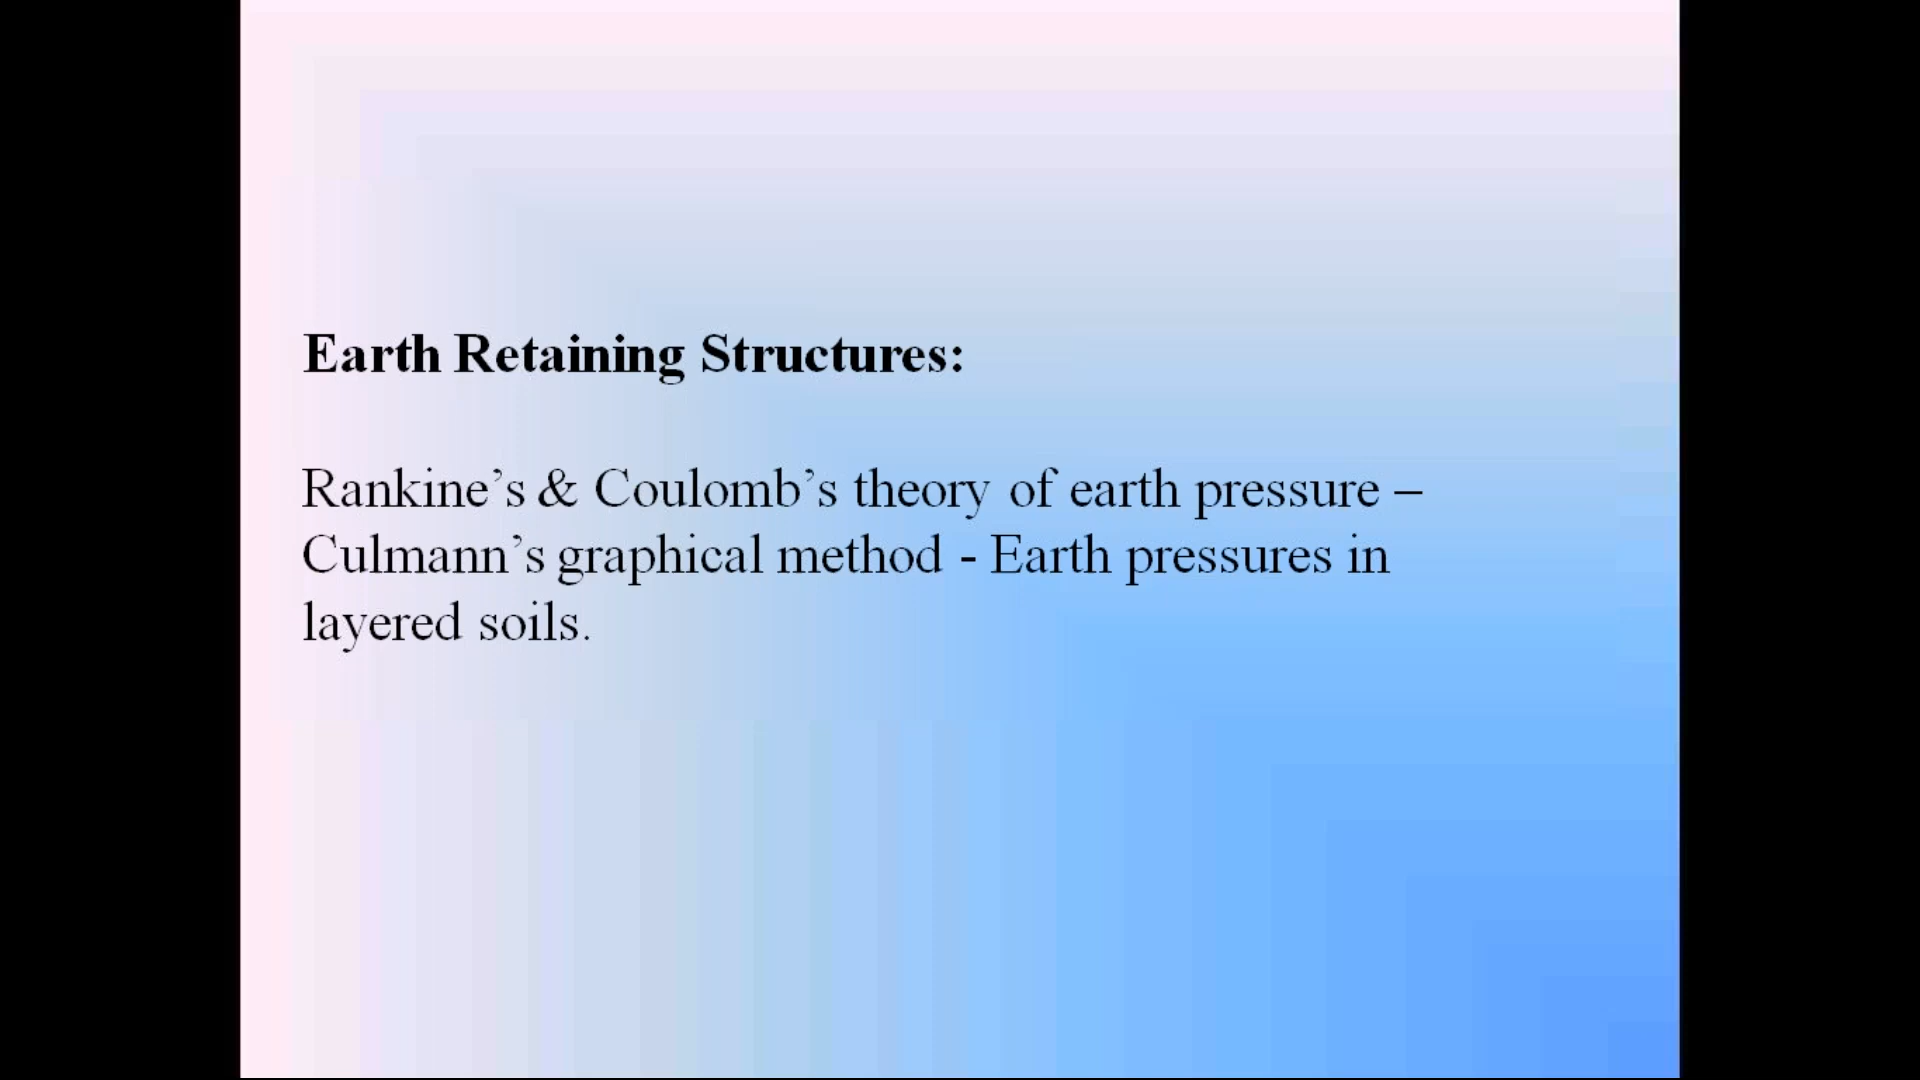 Earth Retaining Structures:
Rankine’s & Coulomb’s theory of earth pressure –
Culmann’s graphical method - Earth pressures in
layered soils.